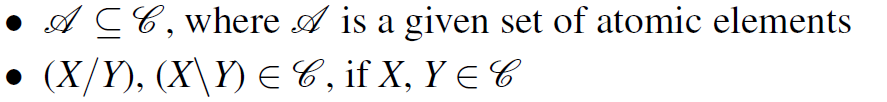 • 𝒜 ⊆ 𝒞, where 𝒜 is a given set of atomic elements
• (X/Y), (X\Y) ∈ 𝒞, if X, Y ∈ 𝒞